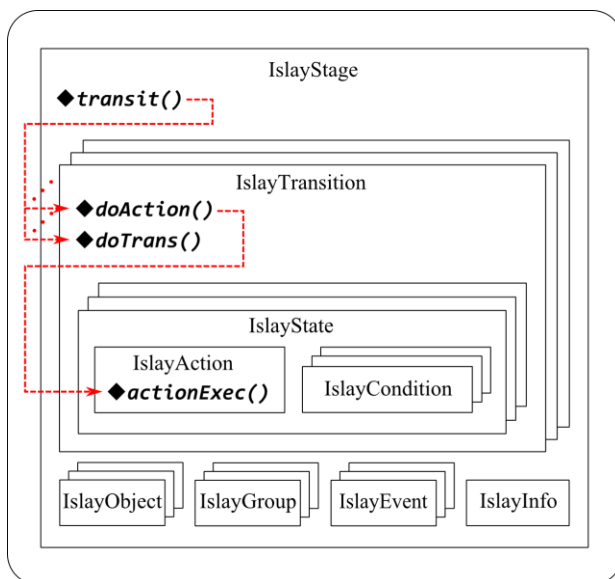 IslayStage
◆transit()
IslayTransition
◆doAction()
◆doTrans()
IslayState
IslayAction
◆actionExec()
IslayCondition
IslayObject IslayGroup IslayEvent IslayInfo